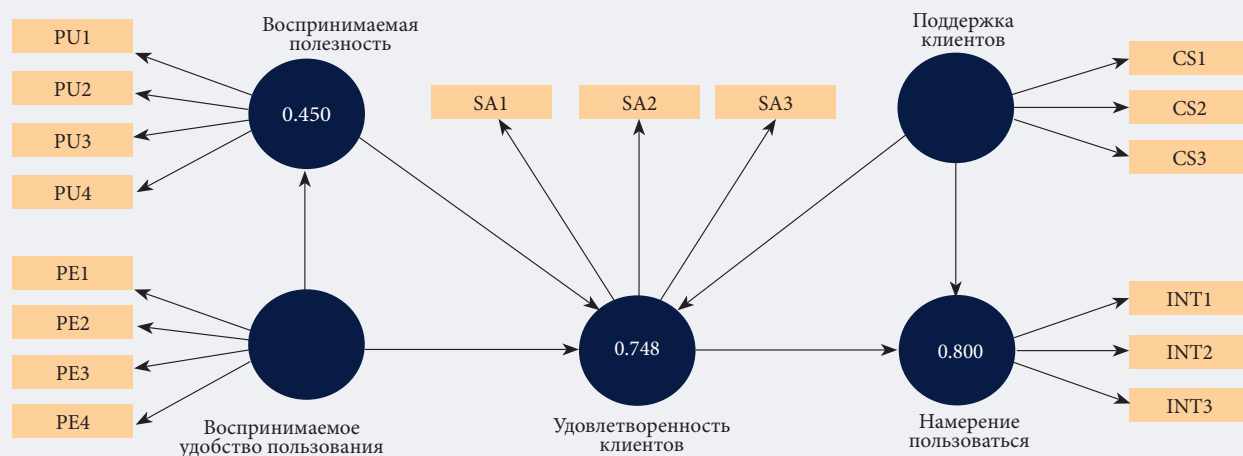 Воспринимаемая
полезность
PU1
PU2
PU3
PU4
0.450
SA1
SA2
SA3
Поддержка
клиентов
CS1
CS2
CS3
PE1
PE2
PE3
PE4
Воспринимаемое
удобство пользования
0.748
Удовлетворенность
клиентов
0.800
Намерение
пользоваться
INT1
INT2
INT3